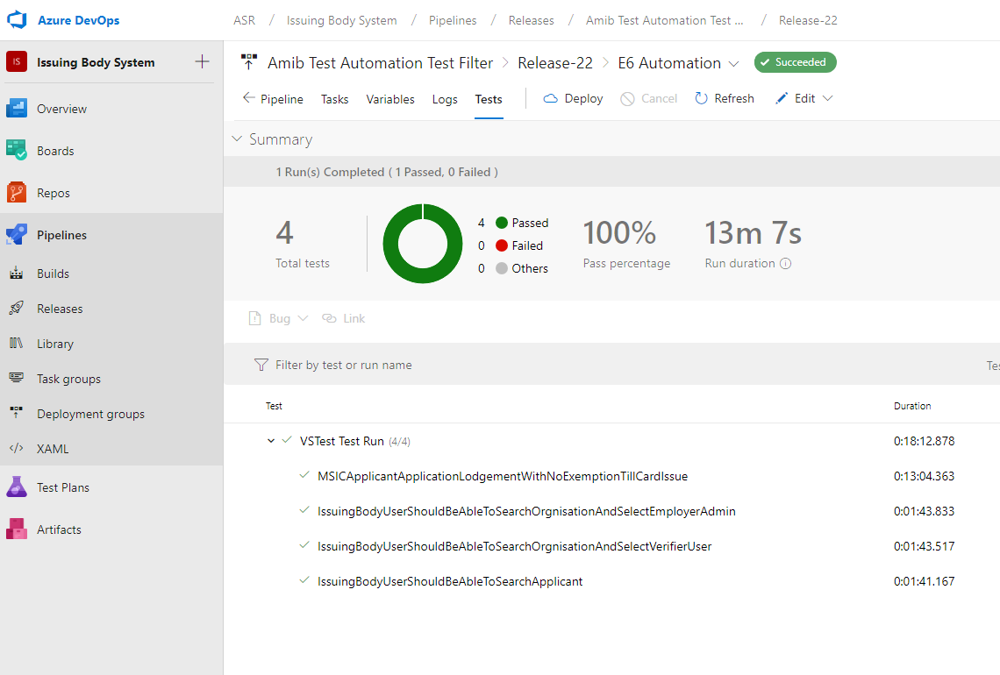 Azure DevOps
ASR / Issuing Body System / Pipelines / Releases / Amib Test Automation Test ... / Release-22
IS Issuing Body System
Amib Test Automation Test Filter > Release-22 > E6 Automation Succeeded
Pipeline Tasks Variables Logs Tests Deploy Cancel Refresh Edit
Overview
Boards
Repos
Pipelines
Builds
Releases
Library
Task groups
Deployment groups
XAML
Test Plans
Artifacts
Summary
1 Run(s) Completed ( 1 Passed, 0 Failed )
4
Total tests
4 Passed
0 Failed
0 Others
100%
Pass percentage
13m 7s
Run duration
Bug Link
Filter by test or run name
Tes
Test Duration
VSTest Test Run (4/4) 0:18:12.878
MSICApplicantApplicationLodgementWithNoExemptionTillCardIssue 0:13:04.363
IssuingBodyUserShouldBeAbleToSearchOrgnisationAndSelectEmployerAdmin 0:01:43.833
IssuingBodyUserShouldBeAbleToSearchOrgnisationAndSelectVerifierUser 0:01:43.517
IssuingBodyUserShouldBeAbleToSearchApplicant 0:01:41.167